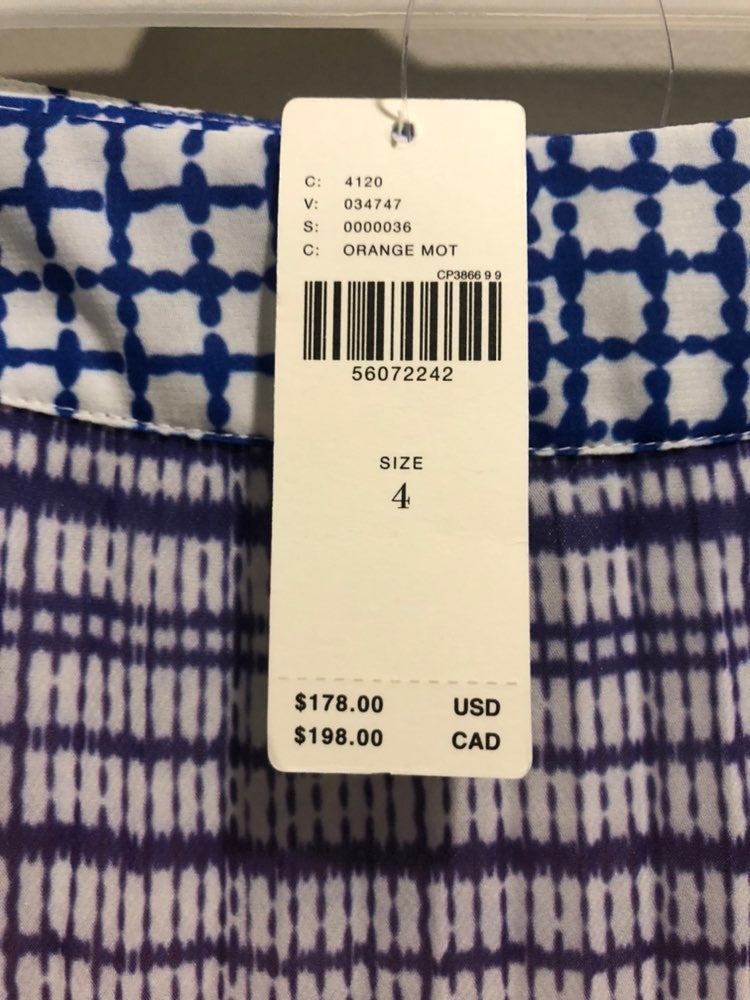 C: 4120
V: 034747
S: 0000036
C: ORANGE MOT
CP3866 9 9
56072242
SIZE
4
$178.00 USD
$198.00 CAD